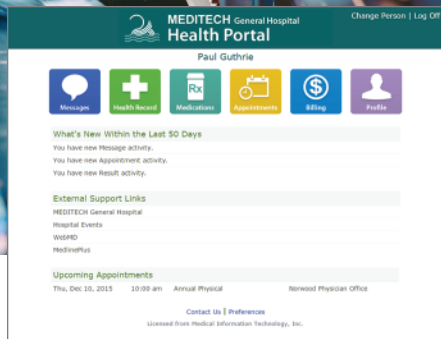 MEDITECH General Hospital
Health Portal
Change Person | Log Off
Paul Guthrie
Messages
Health Record
Rx
Medications
Appointments
$
Billing
Profile
What's New Within the Last 50 Days
You have new Message activity.
You have new Appointment activity.
You have new Result activity.
External Support Links
MEDITECH General Hospital
Hospital Events
WebMD
MedlinePlus
Upcoming Appointments
Thu, Dec 10, 2015 10:00 am Annual Physical Norwood Physician Office
Contact Us | Preferences
Licensed from Medical Information Technology, Inc.